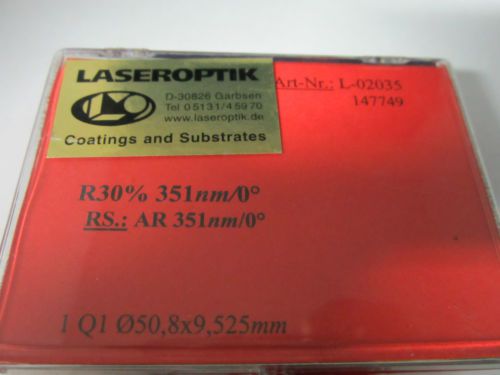 LASEROPTIK
D-30826 Garbsen
Tel 05131/45970
www.laseroptik.de
Coatings and Substrates
Art-Nr.: L-02035
147749
R30% 351nm/0°
RS.: AR 351nm/0°
1 Q1 Ø50,8x9,525mm